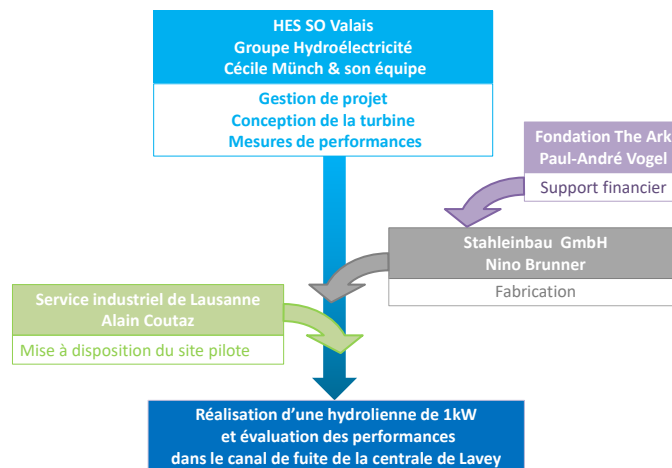 HES SO Valais
Groupe Hydroélectricité
Cécile Münch & son équipe
Gestion de projet
Conception de la turbine
Mesures de performances
Fondation The Ark
Paul-André Vogel
Support financier
Stahleinbau GmbH
Nino Brunner
Fabrication
Service industriel de Lausanne
Alain Coutaz
Mise à disposition du site pilote
Réalisation d'une hydrolienne de 1kW
et évaluation des performances
dans le canal de fuite de la centrale de Lavey